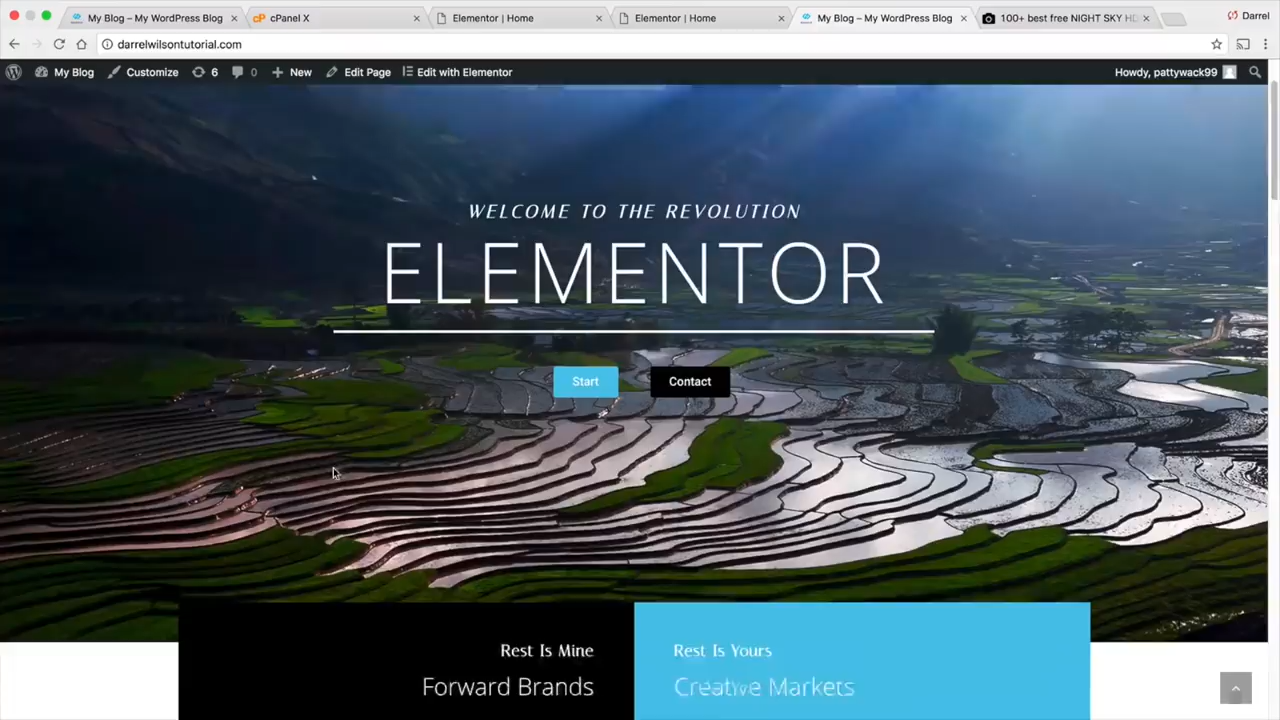 My Blog – My WordPress Blog
cPanel X
Elementor | Home
Elementor | Home
My Blog – My WordPress Blog
100+ best free NIGHT SKY HD
Darrel
darrelwilsontutorial.com
My Blog
Customize
6
0
New
Edit Page
Edit with Elementor
Howdy, pattywack99
WELCOME TO THE REVOLUTION
ELEMENTOR
Start
Contact
Rest Is Mine
Forward Brands
Rest Is Yours
Creative Markets